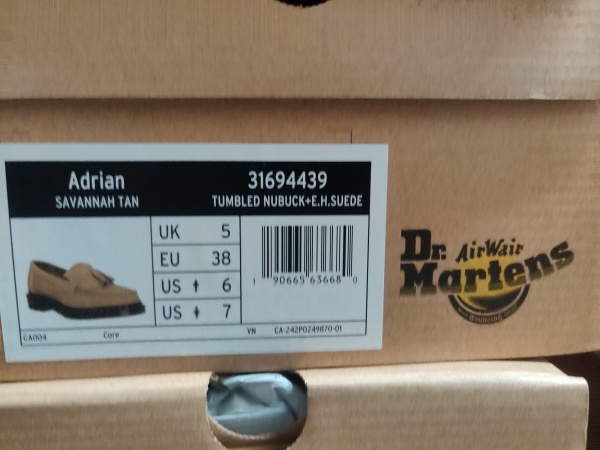 Adrian 31694439
SAVANNAH TAN TUMBLED NUBUCK+E.H.SUEDE
UK 5
EU 38
US 6
US 7
1 90665 63668 0
CA004 Core VN CA-242P0249870-01
Dr. AirWair
Martens
BOUNCING